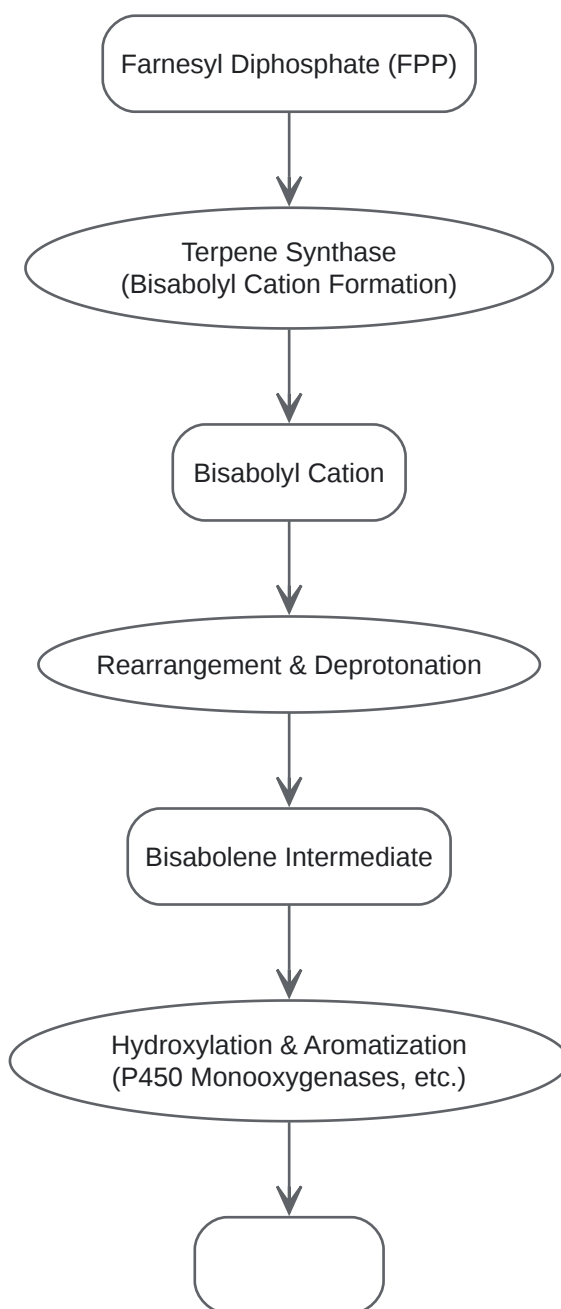 Farnesyl Diphosphate (FPP)
Terpene Synthase
(Bisabolyl Cation Formation)
Bisabolyl Cation
Rearrangement & Deprotonation
Bisabolene Intermediate
Hydroxylation & Aromatization
(P450 Monooxygenases, etc.)